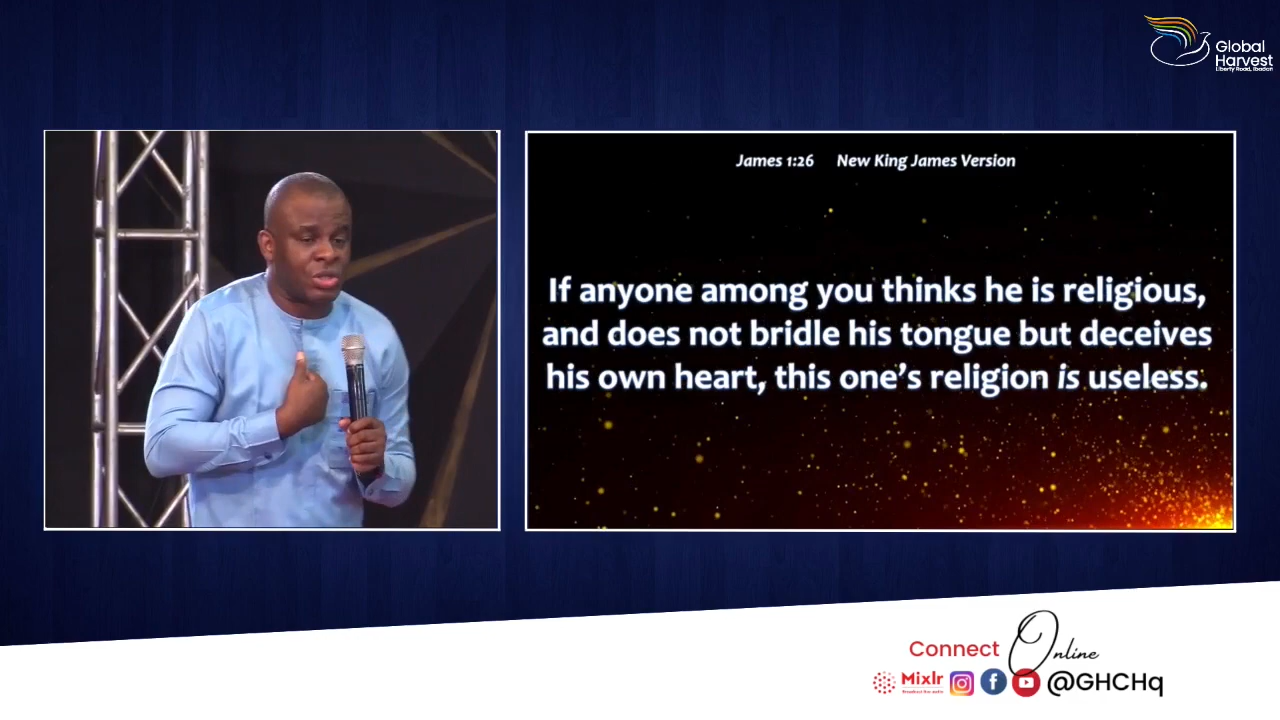 Global
Harvest
Liberty Road, Ibadan
James 1:26 New King James Version
If anyone among you thinks he is religious,
and does not bridle his tongue but deceives
his own heart, this one’s religion is useless.
Connect Online
Mixlr
@GHCHq